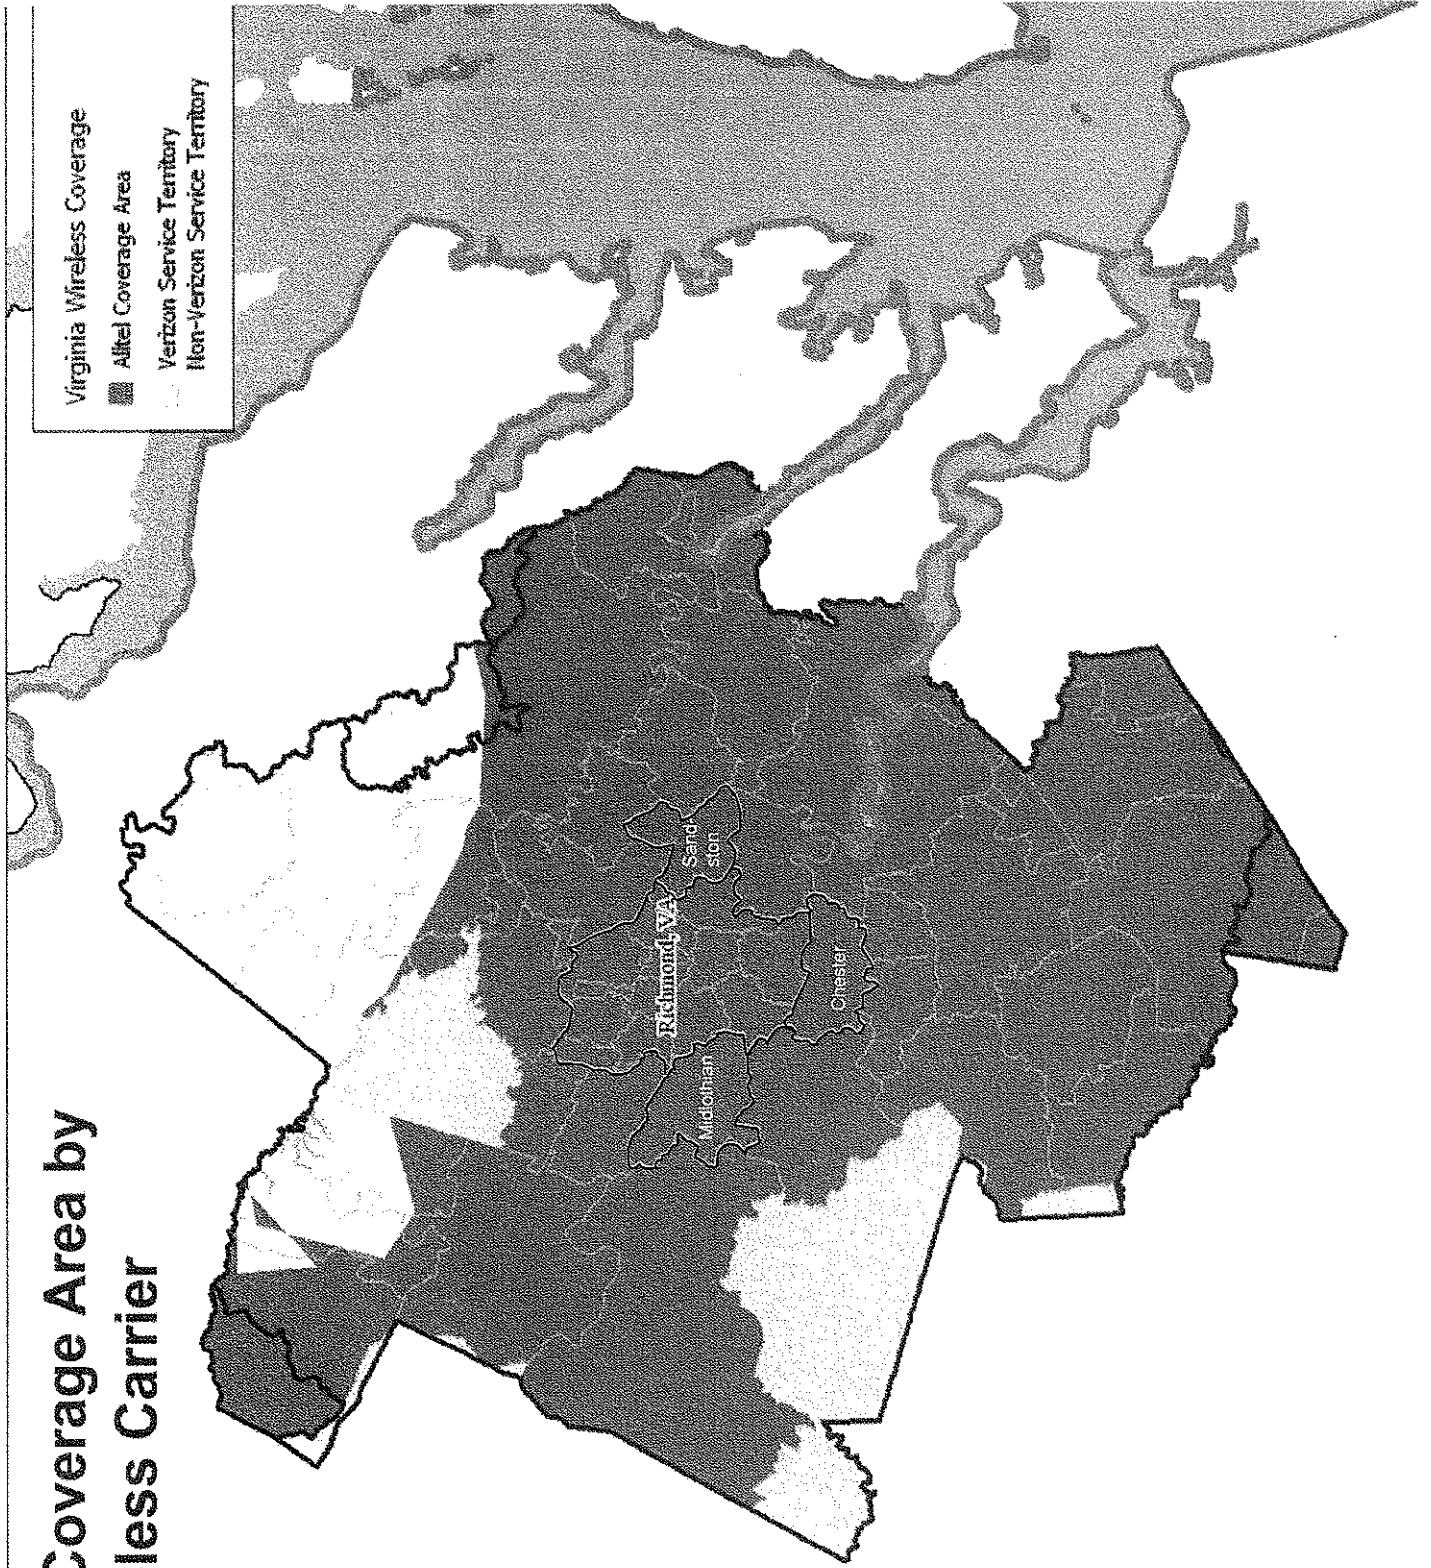 Coverage Area by
less Carrier
Virginia Wireless Coverage
Alltel Coverage Area
Verizon Service Territory
Non-Verizon Service Territory
Richmond, VA
Sand-
ston
Midlothian
Chester